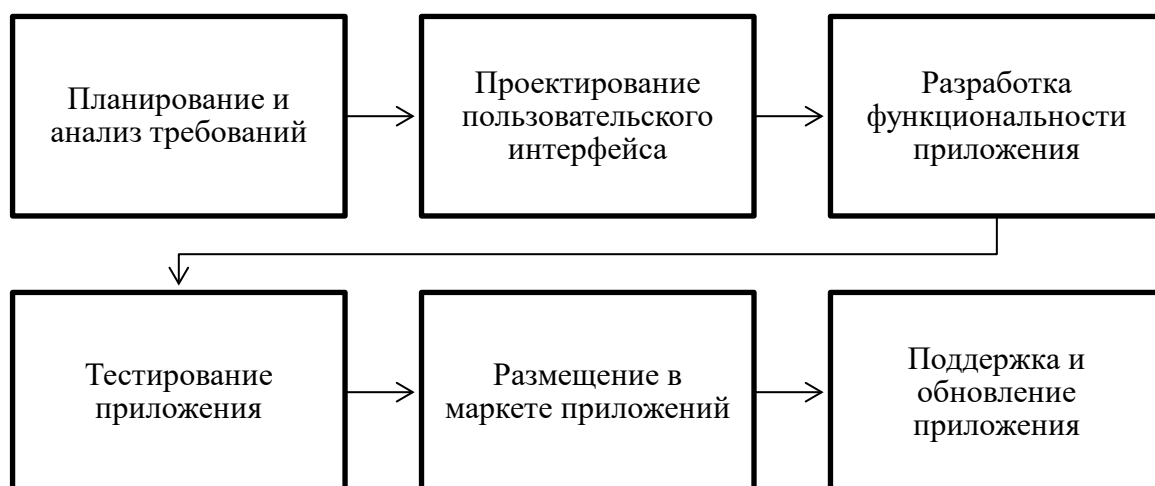 Планирование и
анализ требований
Проектирование
пользовательского
интерфейса
Разработка
функциональности
приложения
Тестирование
приложения
Размещение в
маркете приложений
Поддержка и
обновление
приложения